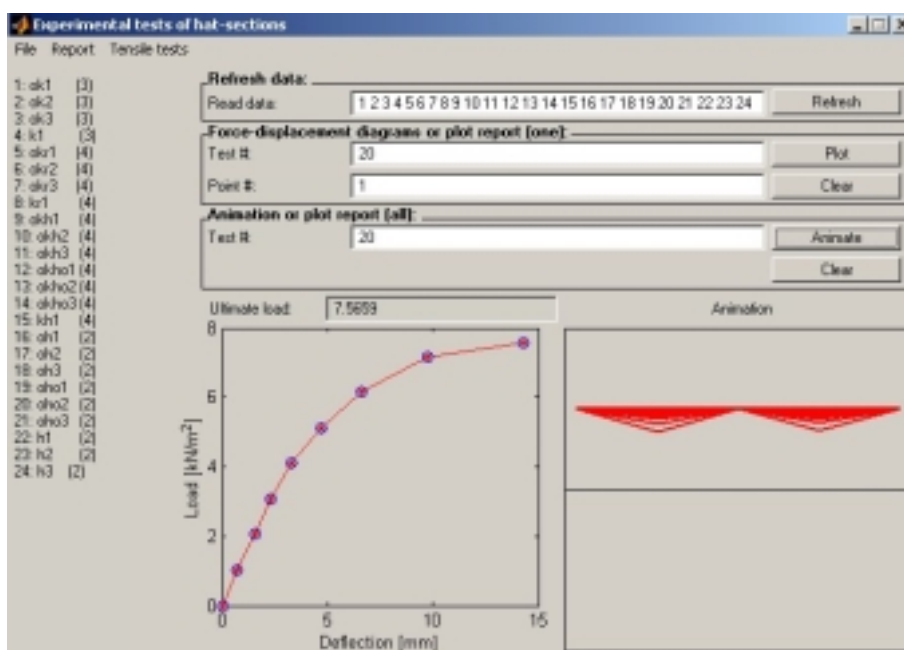 Experimental tests of hat-sections
File Report Tensile tests
1: ak1 (3)
2: ak2 (3)
3: ak3 (3)
4: k1 (3)
5: akr1 (4)
6: akr2 (4)
7: akr3 (4)
8: kr1 (4)
9: akh1 (4)
10: akh2 (4)
11: akh3 (4)
12: akho1 (4)
13: akho2 (4)
14: akho3 (4)
15: kh1 (4)
16: ah1 (2)
17: ah2 (2)
18: ah3 (2)
19: aho1 (2)
20: aho2 (2)
21: aho3 (2)
22: h1 (2)
23: h2 (2)
24: h3 (2)
Refresh data:
Read data: 1 2 3 4 5 6 7 8 9 10 11 12 13 14 15 16 17 18 19 20 21 22 23 24 Refresh
Force-displacement diagrams or plot report (one):
Test #: 20 Plot
Point #: 1 Clear
Animation or plot report (all):
Test #: 20 Animate
Clear
Ultimate load: 7.5659
Animation
8
6
4
2
0
Load [kN/m²]
0 5 10 15
Deflection [mm]